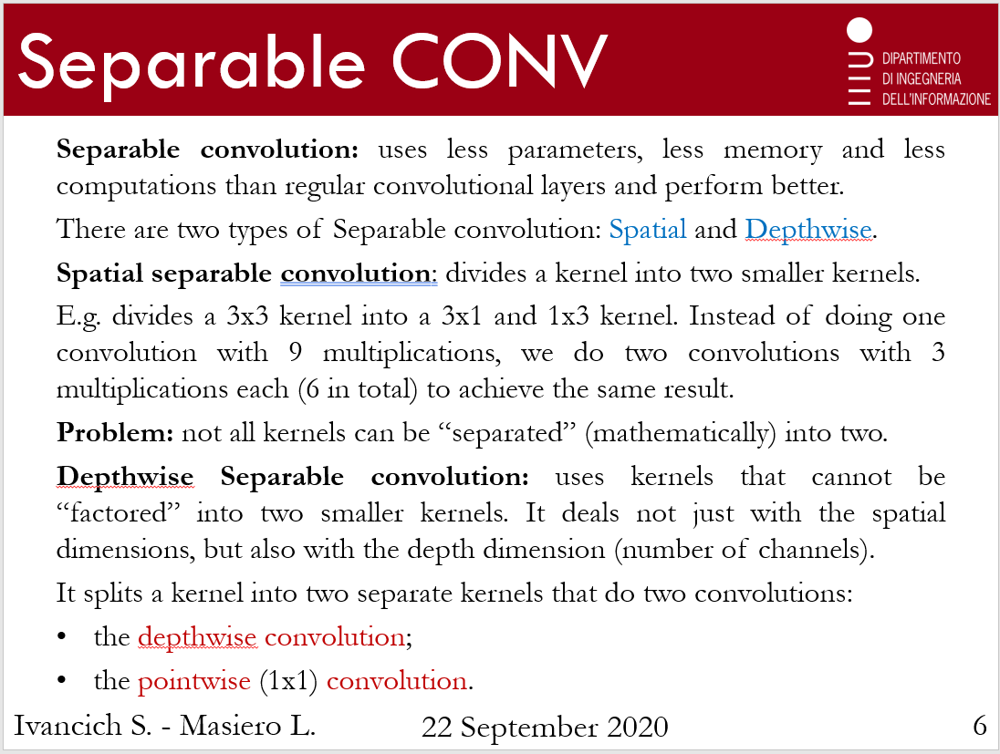 Separable CONV
DIPARTIMENTO
DI INGEGNERIA
DELL'INFORMAZIONE
Separable convolution: uses less parameters, less memory and less
computations than regular convolutional layers and perform better.
There are two types of Separable convolution: Spatial and Depthwise.
Spatial separable convolution: divides a kernel into two smaller kernels.
E.g. divides a 3x3 kernel into a 3x1 and 1x3 kernel. Instead of doing one
convolution with 9 multiplications, we do two convolutions with 3
multiplications each (6 in total) to achieve the same result.
Problem: not all kernels can be “separated” (mathematically) into two.
Depthwise Separable convolution: uses kernels that cannot be
“factored” into two smaller kernels. It deals not just with the spatial
dimensions, but also with the depth dimension (number of channels).
It splits a kernel into two separate kernels that do two convolutions:
• the depthwise convolution;
• the pointwise (1x1) convolution.
Ivancich S. - Masiero L. 22 September 2020 6